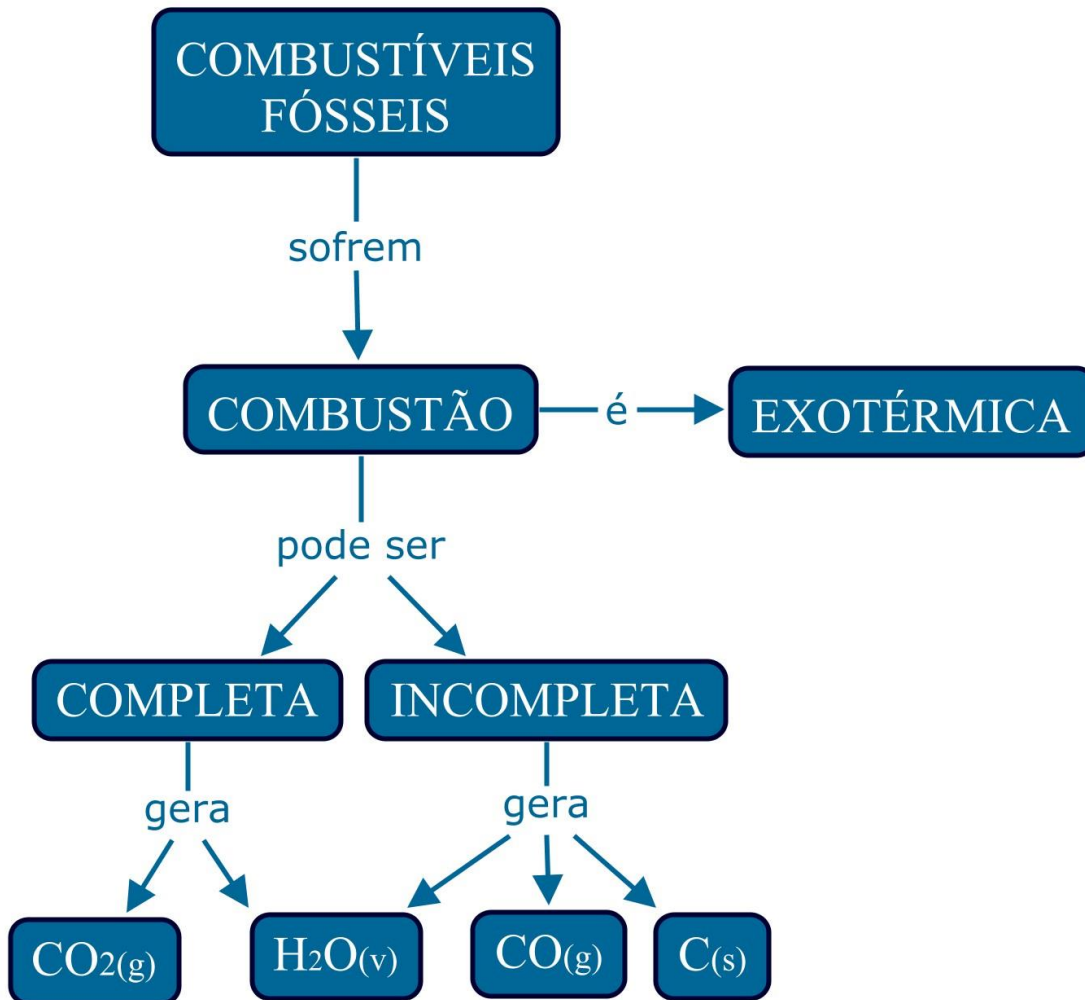 COMBUSTÍVEIS
FÓSSEIS
sofrem
COMBUSTÃO
é
EXOTÉRMICA
pode ser
COMPLETA
INCOMPLETA
gera
gera
CO2(g)
H2O(v)
CO(g)
C(s)